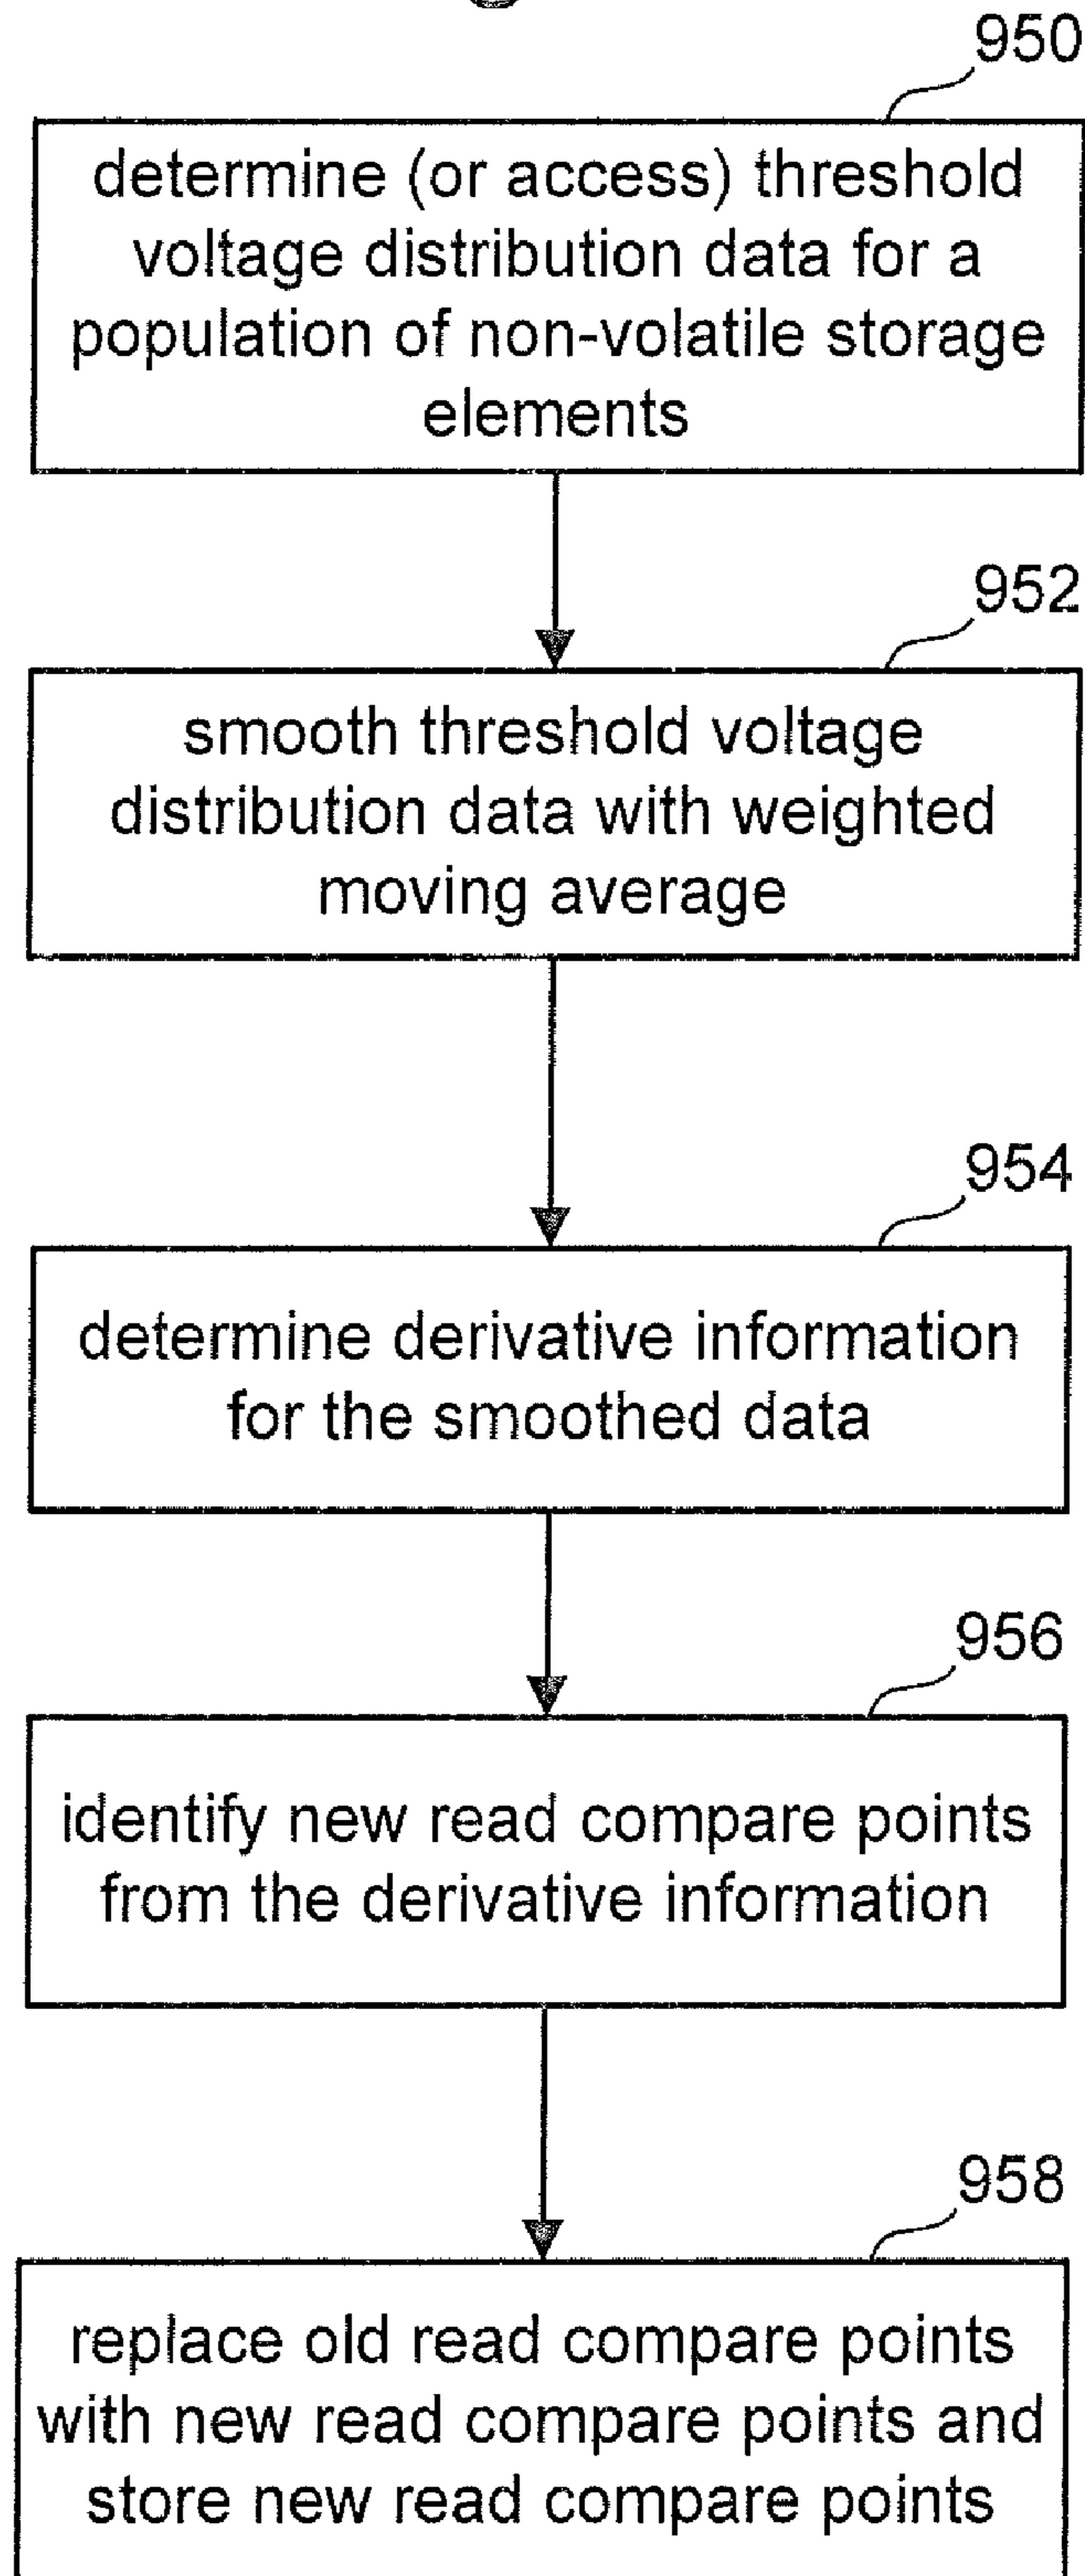 950
determine (or access) threshold
voltage distribution data for a
population of non-volatile storage
elements
952
smooth threshold voltage
distribution data with weighted
moving average
954
determine derivative information
for the smoothed data
956
identify new read compare points
from the derivative information
958
replace old read compare points
with new read compare points and
store new read compare points